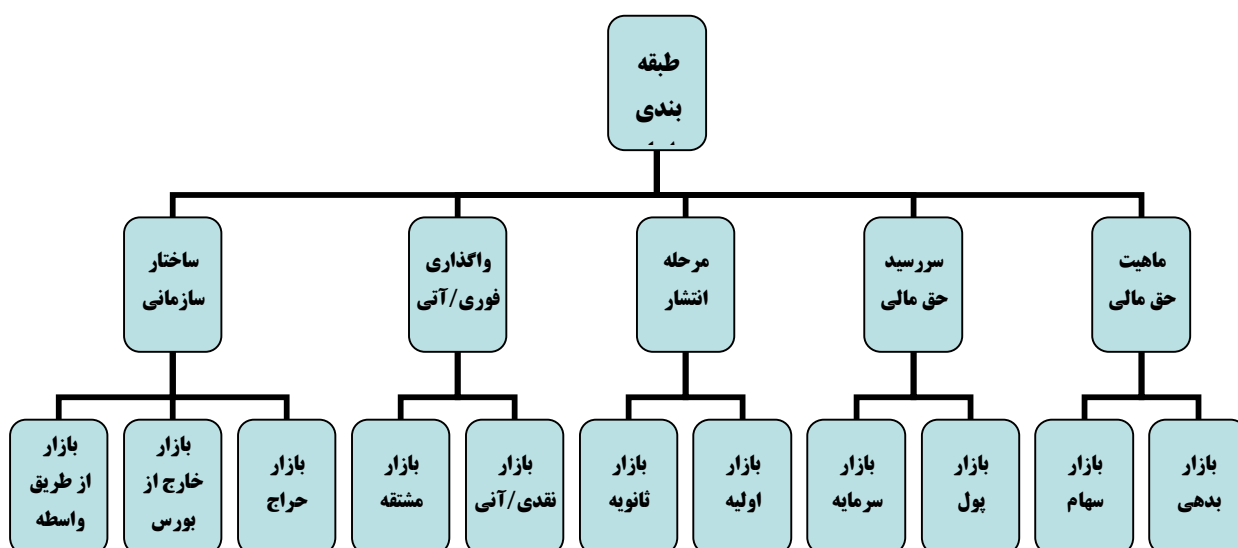 طبقه
بندی
ماهیت
حق مالی
سررسید
حق مالی
مرحله
انتشار
واگذاری
فوری/آتی
ساختار
سازمانی
بازار
بدهی
بازار
سهام
بازار
پول
بازار
سرمایه
بازار
اولیه
بازار
ثانویه
بازار
نقدی/آنی
بازار
مشتقه
بازار
حراج
بازار
خارج از
بورس
بازار
از طریق
واسطه